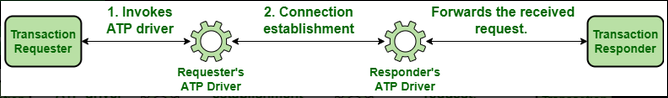 1. Invokes
ATP driver
2. Connection
establishment
Forwards the received
request.
Transaction
Requester
Transaction
Responder
Requester's
ATP Driver
Responder's
ATP Driver